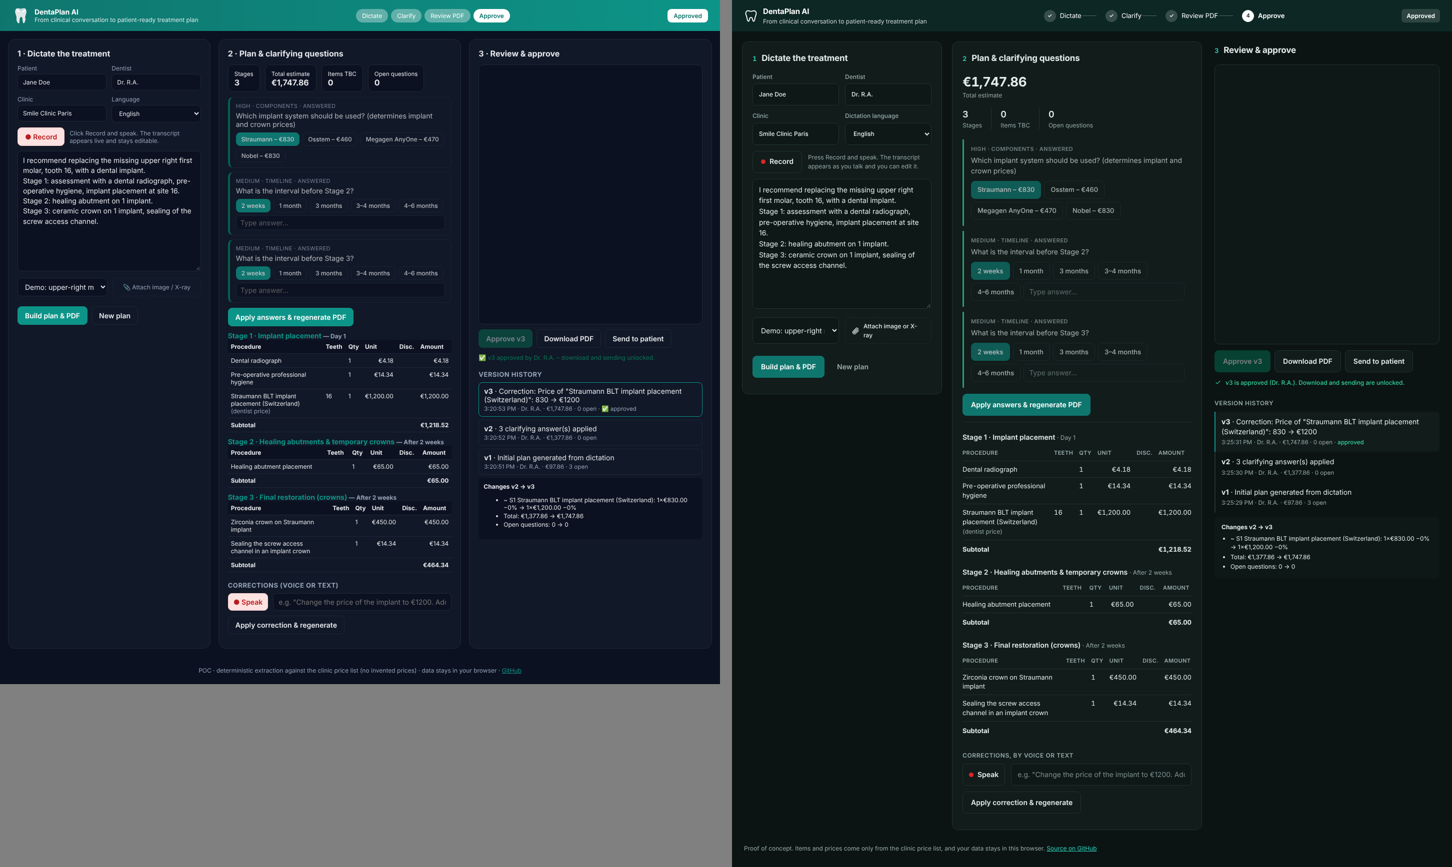 DentaPlan AI
From clinical conversation to patient-ready treatment plan
Dictate
Clarify
Review PDF
Approve
Approved
1 · Dictate the treatment
Patient
Dentist
Jane Doe
Dr. R.A.
Clinic
Language
Smile Clinic Paris
English
Record
Click Record and speak. The transcript
appears live and stays editable.
I recommend replacing the missing upper right first
molar, tooth 16, with a dental implant.
Stage 1: assessment with a dental radiograph, pre-
operative hygiene, implant placement at site 16.
Stage 2: healing abutment on 1 implant.
Stage 3: ceramic crown on 1 implant, sealing of the
screw access channel.
Demo: upper-right m
📎 Attach image / X-ray
Build plan & PDF
New plan
2 · Plan & clarifying questions
Stages
3
Total estimate
€1,747.86
Items TBC
0
Open questions
0
HIGH · COMPONENTS · ANSWERED
Which implant system should be used? (determines implant
and crown prices)
Straumann – €830
Osstem – €460
Megagen AnyOne – €470
Nobel – €830
MEDIUM · TIMELINE · ANSWERED
What is the interval before Stage 2?
2 weeks
1 month
3 months
3–4 months
4–6 months
Type answer…
MEDIUM · TIMELINE · ANSWERED
What is the interval before Stage 3?
2 weeks
1 month
3 months
3–4 months
4–6 months
Type answer…
Apply answers & regenerate PDF
Stage 1 · Implant placement — Day 1
Procedure Teeth Qty Unit Disc. Amount
Dental radiograph 1 €4.18 €4.18
Pre-operative professional 1 €14.34 €14.34
hygiene
Straumann BLT implant 16 1 €1,200.00 €1,200.00
placement (Switzerland)
(dentist price)
Subtotal €1,218.52
Stage 2 · Healing abutments & temporary crowns — After 2 weeks
Procedure Teeth Qty Unit Disc. Amount
Healing abutment placement 1 €65.00 €65.00
Subtotal €65.00
Stage 3 · Final restoration (crowns) — After 2 weeks
Procedure Teeth Qty Unit Disc. Amount
Zirconia crown on Straumann 1 €450.00 €450.00
implant
Sealing the screw access 1 €14.34 €14.34
channel in an implant crown
Subtotal €464.34
CORRECTIONS (VOICE OR TEXT)
Speak
e.g. "Change the price of the implant to €1200. Add
Apply correction & regenerate
3 · Review & approve
Approve v3
Download PDF
Send to patient
✅ v3 approved by Dr. R.A. – download and sending unlocked.
VERSION HISTORY
v3 · Correction: Price of "Straumann BLT implant placement
(Switzerland)": 830 → €1200
3:20:53 PM · Dr. R.A. · €1,747.86 · 0 open · ✅ approved
v2 · 3 clarifying answer(s) applied
3:20:52 PM · Dr. R.A. · €1,377.86 · 0 open
v1 · Initial plan generated from dictation
3:20:51 PM · Dr. R.A. · €97.86 · 3 open
Changes v2 → v3
• ~ S1 Straumann BLT implant placement (Switzerland): 1×€830.00
−0% → 1×€1,200.00 −0%
• Total: €1,377.86 → €1,747.86
• Open questions: 0 → 0
POC · deterministic extraction against the clinic price list (no invented prices) · data stays in your browser · GitHub
DentaPlan AI
From clinical conversation to patient-ready treatment plan
✓ Dictate
✓ Clarify
✓ Review PDF
4 Approve
Approved
1 Dictate the treatment
Patient
Dentist
Jane Doe
Dr. R.A.
Clinic
Dictation language
Smile Clinic Paris
English
Record
Press Record and speak. The transcript
appears as you talk and you can edit it.
I recommend replacing the missing upper right
first molar, tooth 16, with a dental implant.
Stage 1: assessment with a dental radiograph,
pre-operative hygiene, implant placement at site
16.
Stage 2: healing abutment on 1 implant.
Stage 3: ceramic crown on 1 implant, sealing of
the screw access channel.
Demo: upper-right
Attach image or X-
ray
Build plan & PDF
New plan
2 Plan & clarifying questions
€1,747.86
Total estimate
3
Stages
0
Items TBC
0
Open questions
HIGH · COMPONENTS · ANSWERED
Which implant system should be used? (determines implant and
crown prices)
Straumann – €830
Osstem – €460
Megagen AnyOne – €470
Nobel – €830
MEDIUM · TIMELINE · ANSWERED
What is the interval before Stage 2?
2 weeks
1 month
3 months
3–4 months
4–6 months
Type answer…
MEDIUM · TIMELINE · ANSWERED
What is the interval before Stage 3?
2 weeks
1 month
3 months
3–4 months
4–6 months
Type answer…
Apply answers & regenerate PDF
Stage 1 · Implant placement · Day 1
PROCEDURE TEETH QTY UNIT DISC. AMOUNT
Dental radiograph 1 €4.18 €4.18
Pre-operative professional 1 €14.34 €14.34
hygiene
Straumann BLT implant 16 1 €1,200.00 €1,200.00
placement (Switzerland)
(dentist price)
Subtotal €1,218.52
Stage 2 · Healing abutments & temporary crowns · After 2 weeks
PROCEDURE TEETH QTY UNIT DISC. AMOUNT
Healing abutment placement 1 €65.00 €65.00
Subtotal €65.00
Stage 3 · Final restoration (crowns) · After 2 weeks
PROCEDURE TEETH QTY UNIT DISC. AMOUNT
Zirconia crown on Straumann 1 €450.00 €450.00
implant
Sealing the screw access 1 €14.34 €14.34
channel in an implant crown
Subtotal €464.34
CORRECTIONS, BY VOICE OR TEXT
Speak
e.g. "Change the price of the implant to €1200. Add
Apply correction & regenerate
3 Review & approve
Approve v3
Download PDF
Send to patient
✓ v3 is approved (Dr. R.A.). Download and sending are unlocked.
VERSION HISTORY
v3 · Correction: Price of "Straumann BLT implant placement
(Switzerland)": 830 → €1200
3:25:31 PM · Dr. R.A. · €1,747.86 · 0 open · approved
v2 · 3 clarifying answer(s) applied
3:25:30 PM · Dr. R.A. · €1,377.86 · 0 open
v1 · Initial plan generated from dictation
3:25:29 PM · Dr. R.A. · €97.86 · 3 open
Changes v2 → v3
• ~ S1 Straumann BLT implant placement (Switzerland): 1×€830.00 −0%
→ 1×€1,200.00 −0%
• Total: €1,377.86 → €1,747.86
• Open questions: 0 → 0
Proof of concept. Items and prices come only from the clinic price list, and your data stays in this browser. Source on GitHub